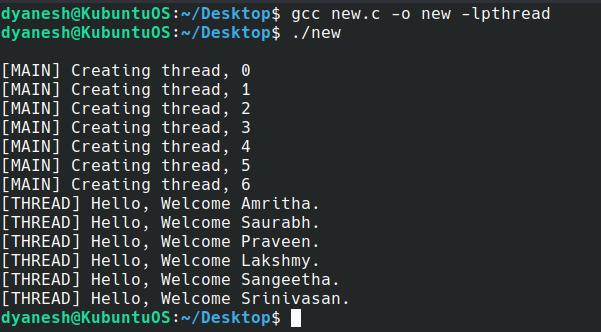 dyanesh@KubuntuOS:~/Desktop$ gcc new.c -o new -lpthread
dyanesh@KubuntuOS:~/Desktop$ ./new
[MAIN] Creating thread, 0
[MAIN] Creating thread, 1
[MAIN] Creating thread, 2
[MAIN] Creating thread, 3
[MAIN] Creating thread, 4
[MAIN] Creating thread, 5
[MAIN] Creating thread, 6
[THREAD] Hello, Welcome Amritha.
[THREAD] Hello, Welcome Saurabh.
[THREAD] Hello, Welcome Praveen.
[THREAD] Hello, Welcome Lakshmy.
[THREAD] Hello, Welcome Sangeetha.
[THREAD] Hello, Welcome Srinivasan.
dyanesh@KubuntuOS:~/Desktop$